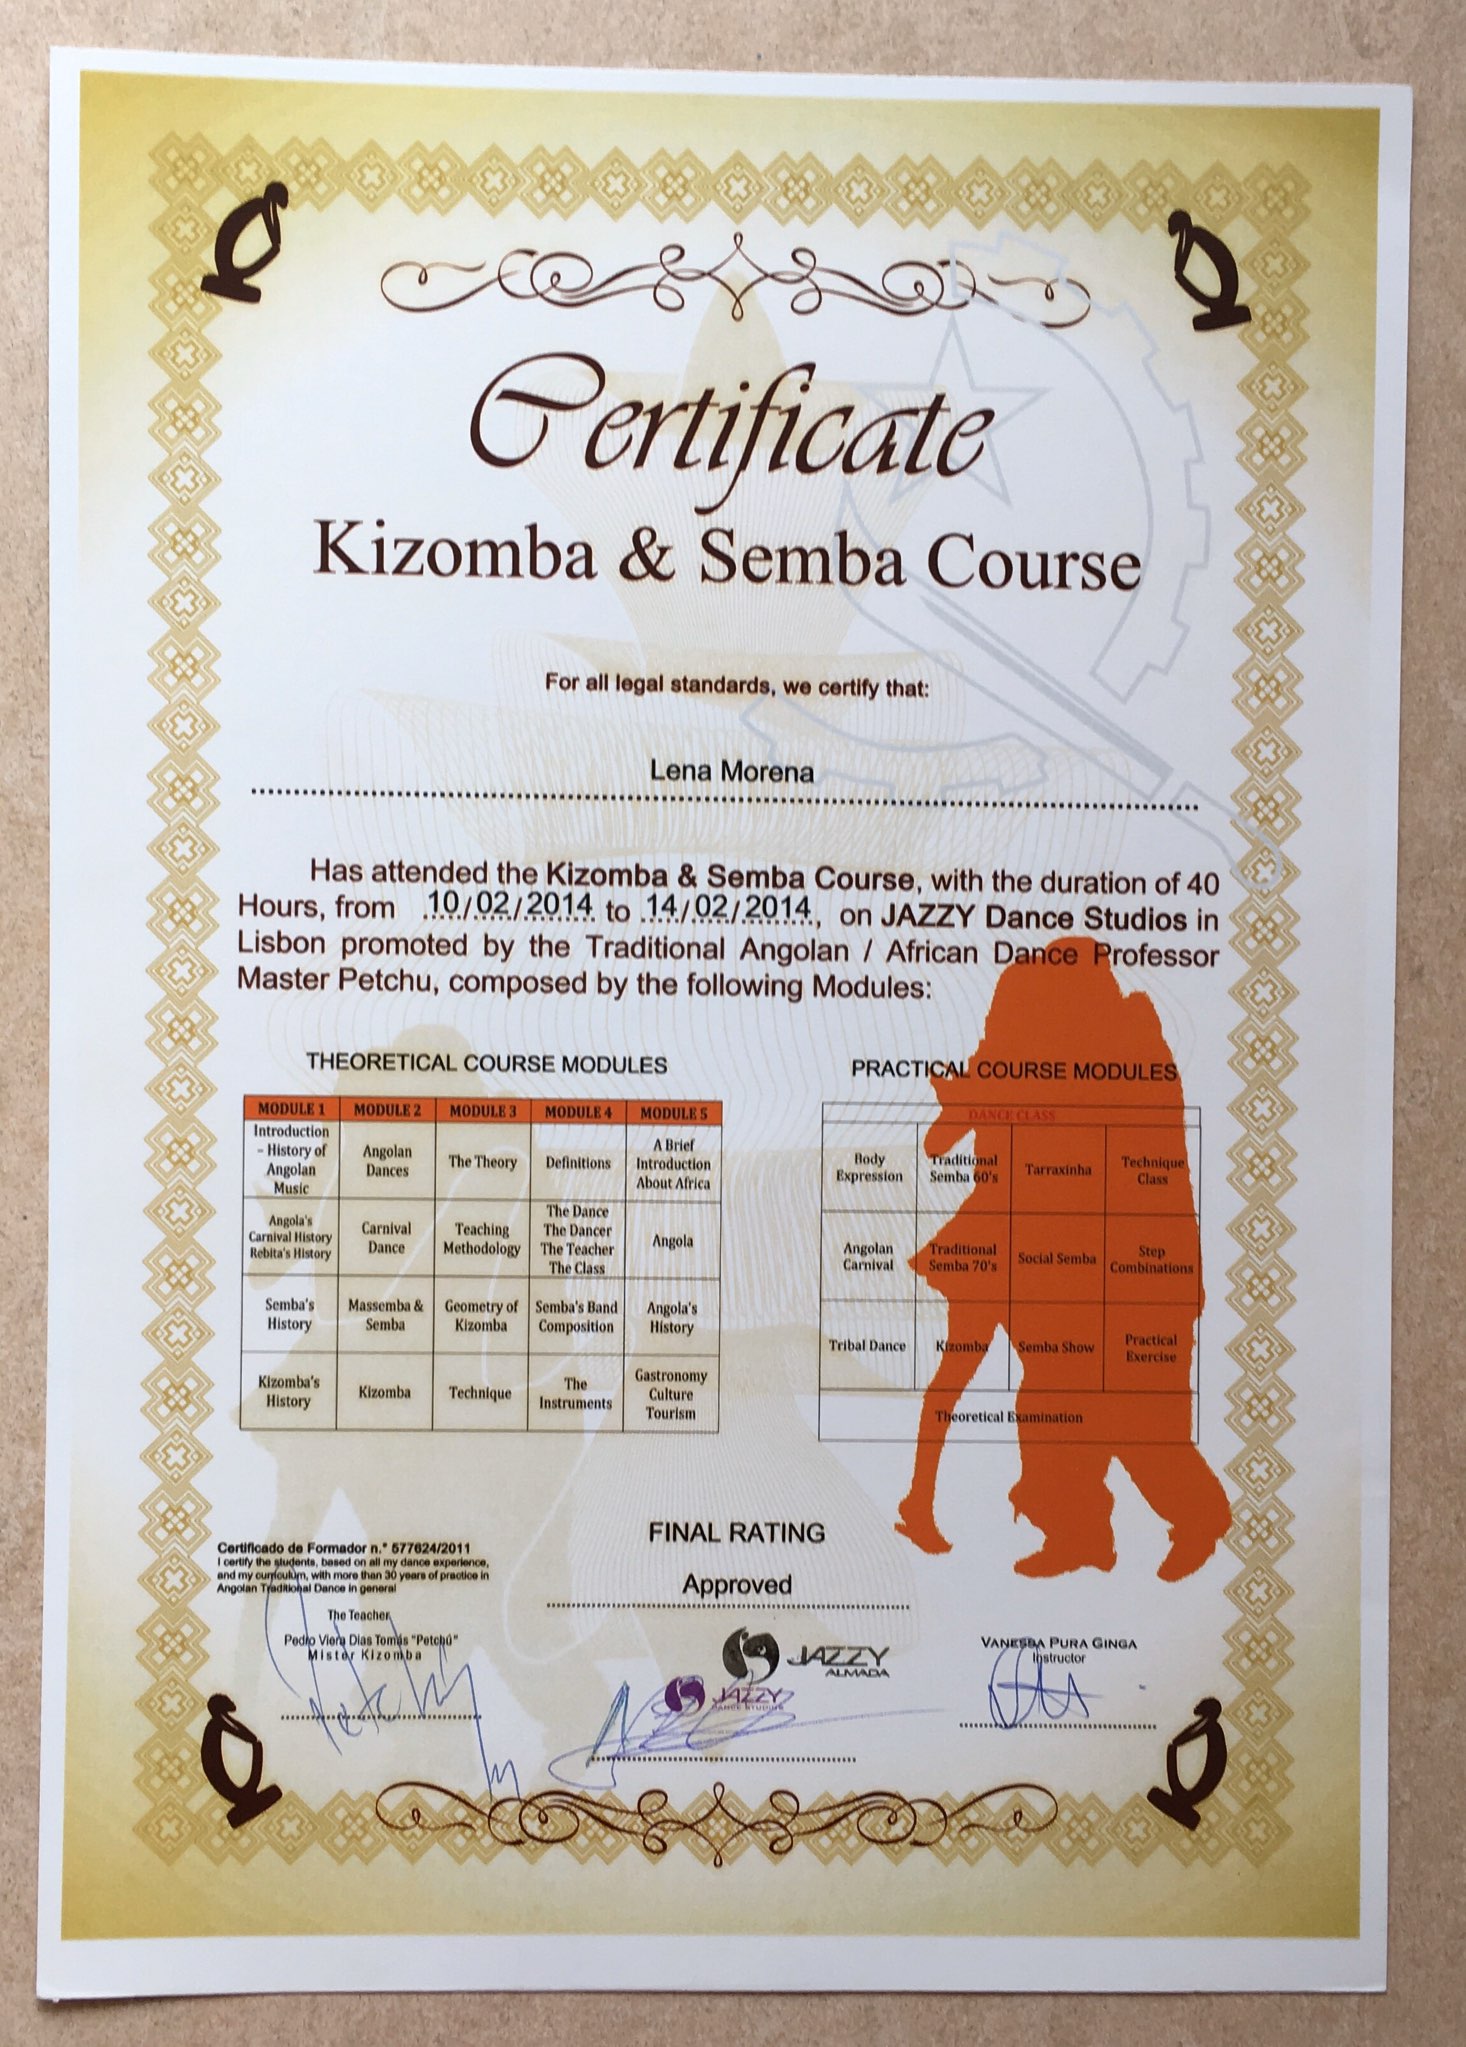 Certificate
Kizomba & Semba Course
For all legal standards, we certify that:
Lena Morena
Has attended the Kizomba & Semba Course, with the duration of 40
Hours, from 10/02/2014 to 14/02/2014, on JAZZY Dance Studios in
Lisbon promoted by the Traditional Angolan / African Dance Professor
Master Petchu, composed by the following Modules:
THEORETICAL COURSE MODULES
MODULE 1 MODULE 2 MODULE 3 MODULE 4 MODULE 5
Introduction
– History of
Angolan
Music
Angolan
Dances
The Theory
Definitions
A Brief
Introduction
About Africa
Angola's
Carnival History
Rebita's History
Carnival
Dance
Teaching
Methodology
The Dance
The Dancer
The Teacher
The Class
Angola
Semba's
History
Massemba &
Semba
Geometry of
Kizomba
Semba's Band
Composition
Angola's
History
Kizomba's
History
Kizomba
Technique
The
Instruments
Gastronomy
Culture
Tourism
PRACTICAL COURSE MODULES
DANCE CLASS
Body
Expression
Traditional
Semba 60's
Tarraxinha
Technique
Class
Angolan
Carnival
Traditional
Semba 70's
Social Semba
Step
Combinations
Tribal Dance
Kizomba
Semba Show
Practical
Exercise
Theoretical Examination
FINAL RATING
Approved
Certificado de Formador n.° 577624/2011
I certify the students, based on all my dance experience,
and my curriculum, with more than 30 years of practice in
Angolan Traditional Dance in general
The Teacher
Pedro Viera Dias Tomás "Petchú"
Mister Kizomba
JAZZY
ALMADA
JAZZY
DANCE STUDIOS
VANESSA PURA GINGA
Instructor